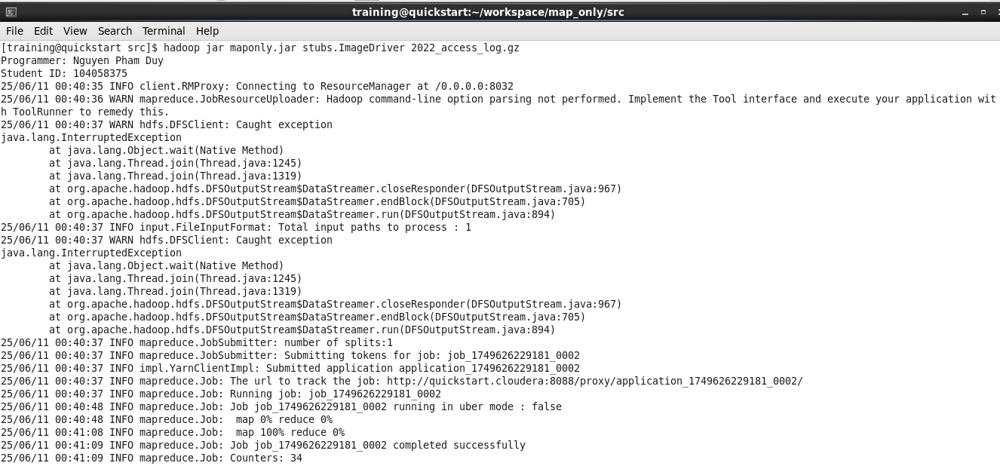 training@quickstart:~/workspace/map_only/src
File Edit View Search Terminal Help
[training@quickstart src]$ hadoop jar maponly.jar stubs.ImageDriver 2022_access_log.gz
Programmer: Nguyen Pham Duy
Student ID: 104058375
25/06/11 00:40:35 INFO client.RMProxy: Connecting to ResourceManager at /0.0.0.0:8032
25/06/11 00:40:36 WARN mapreduce.JobResourceUploader: Hadoop command-line option parsing not performed. Implement the Tool interface and execute your application wit
h ToolRunner to remedy this.
25/06/11 00:40:37 WARN hdfs.DFSClient: Caught exception
java.lang.InterruptedException
        at java.lang.Object.wait(Native Method)
        at java.lang.Thread.join(Thread.java:1245)
        at java.lang.Thread.join(Thread.java:1319)
        at org.apache.hadoop.hdfs.DFSOutputStream$DataStreamer.closeResponder(DFSOutputStream.java:967)
        at org.apache.hadoop.hdfs.DFSOutputStream$DataStreamer.endBlock(DFSOutputStream.java:705)
        at org.apache.hadoop.hdfs.DFSOutputStream$DataStreamer.run(DFSOutputStream.java:894)
25/06/11 00:40:37 INFO input.FileInputFormat: Total input paths to process : 1
25/06/11 00:40:37 WARN hdfs.DFSClient: Caught exception
java.lang.InterruptedException
        at java.lang.Object.wait(Native Method)
        at java.lang.Thread.join(Thread.java:1245)
        at java.lang.Thread.join(Thread.java:1319)
        at org.apache.hadoop.hdfs.DFSOutputStream$DataStreamer.closeResponder(DFSOutputStream.java:967)
        at org.apache.hadoop.hdfs.DFSOutputStream$DataStreamer.endBlock(DFSOutputStream.java:705)
        at org.apache.hadoop.hdfs.DFSOutputStream$DataStreamer.run(DFSOutputStream.java:894)
25/06/11 00:40:37 INFO mapreduce.JobSubmitter: number of splits:1
25/06/11 00:40:37 INFO mapreduce.JobSubmitter: Submitting tokens for job: job_1749626229181_0002
25/06/11 00:40:37 INFO impl.YarnClientImpl: Submitted application application_1749626229181_0002
25/06/11 00:40:37 INFO mapreduce.Job: The url to track the job: http://quickstart.cloudera:8088/proxy/application_1749626229181_0002/
25/06/11 00:40:37 INFO mapreduce.Job: Running job: job_1749626229181_0002
25/06/11 00:40:48 INFO mapreduce.Job: Job job_1749626229181_0002 running in uber mode : false
25/06/11 00:40:48 INFO mapreduce.Job:  map 0% reduce 0%
25/06/11 00:41:08 INFO mapreduce.Job:  map 100% reduce 0%
25/06/11 00:41:09 INFO mapreduce.Job: Job job_1749626229181_0002 completed successfully
25/06/11 00:41:09 INFO mapreduce.Job: Counters: 34